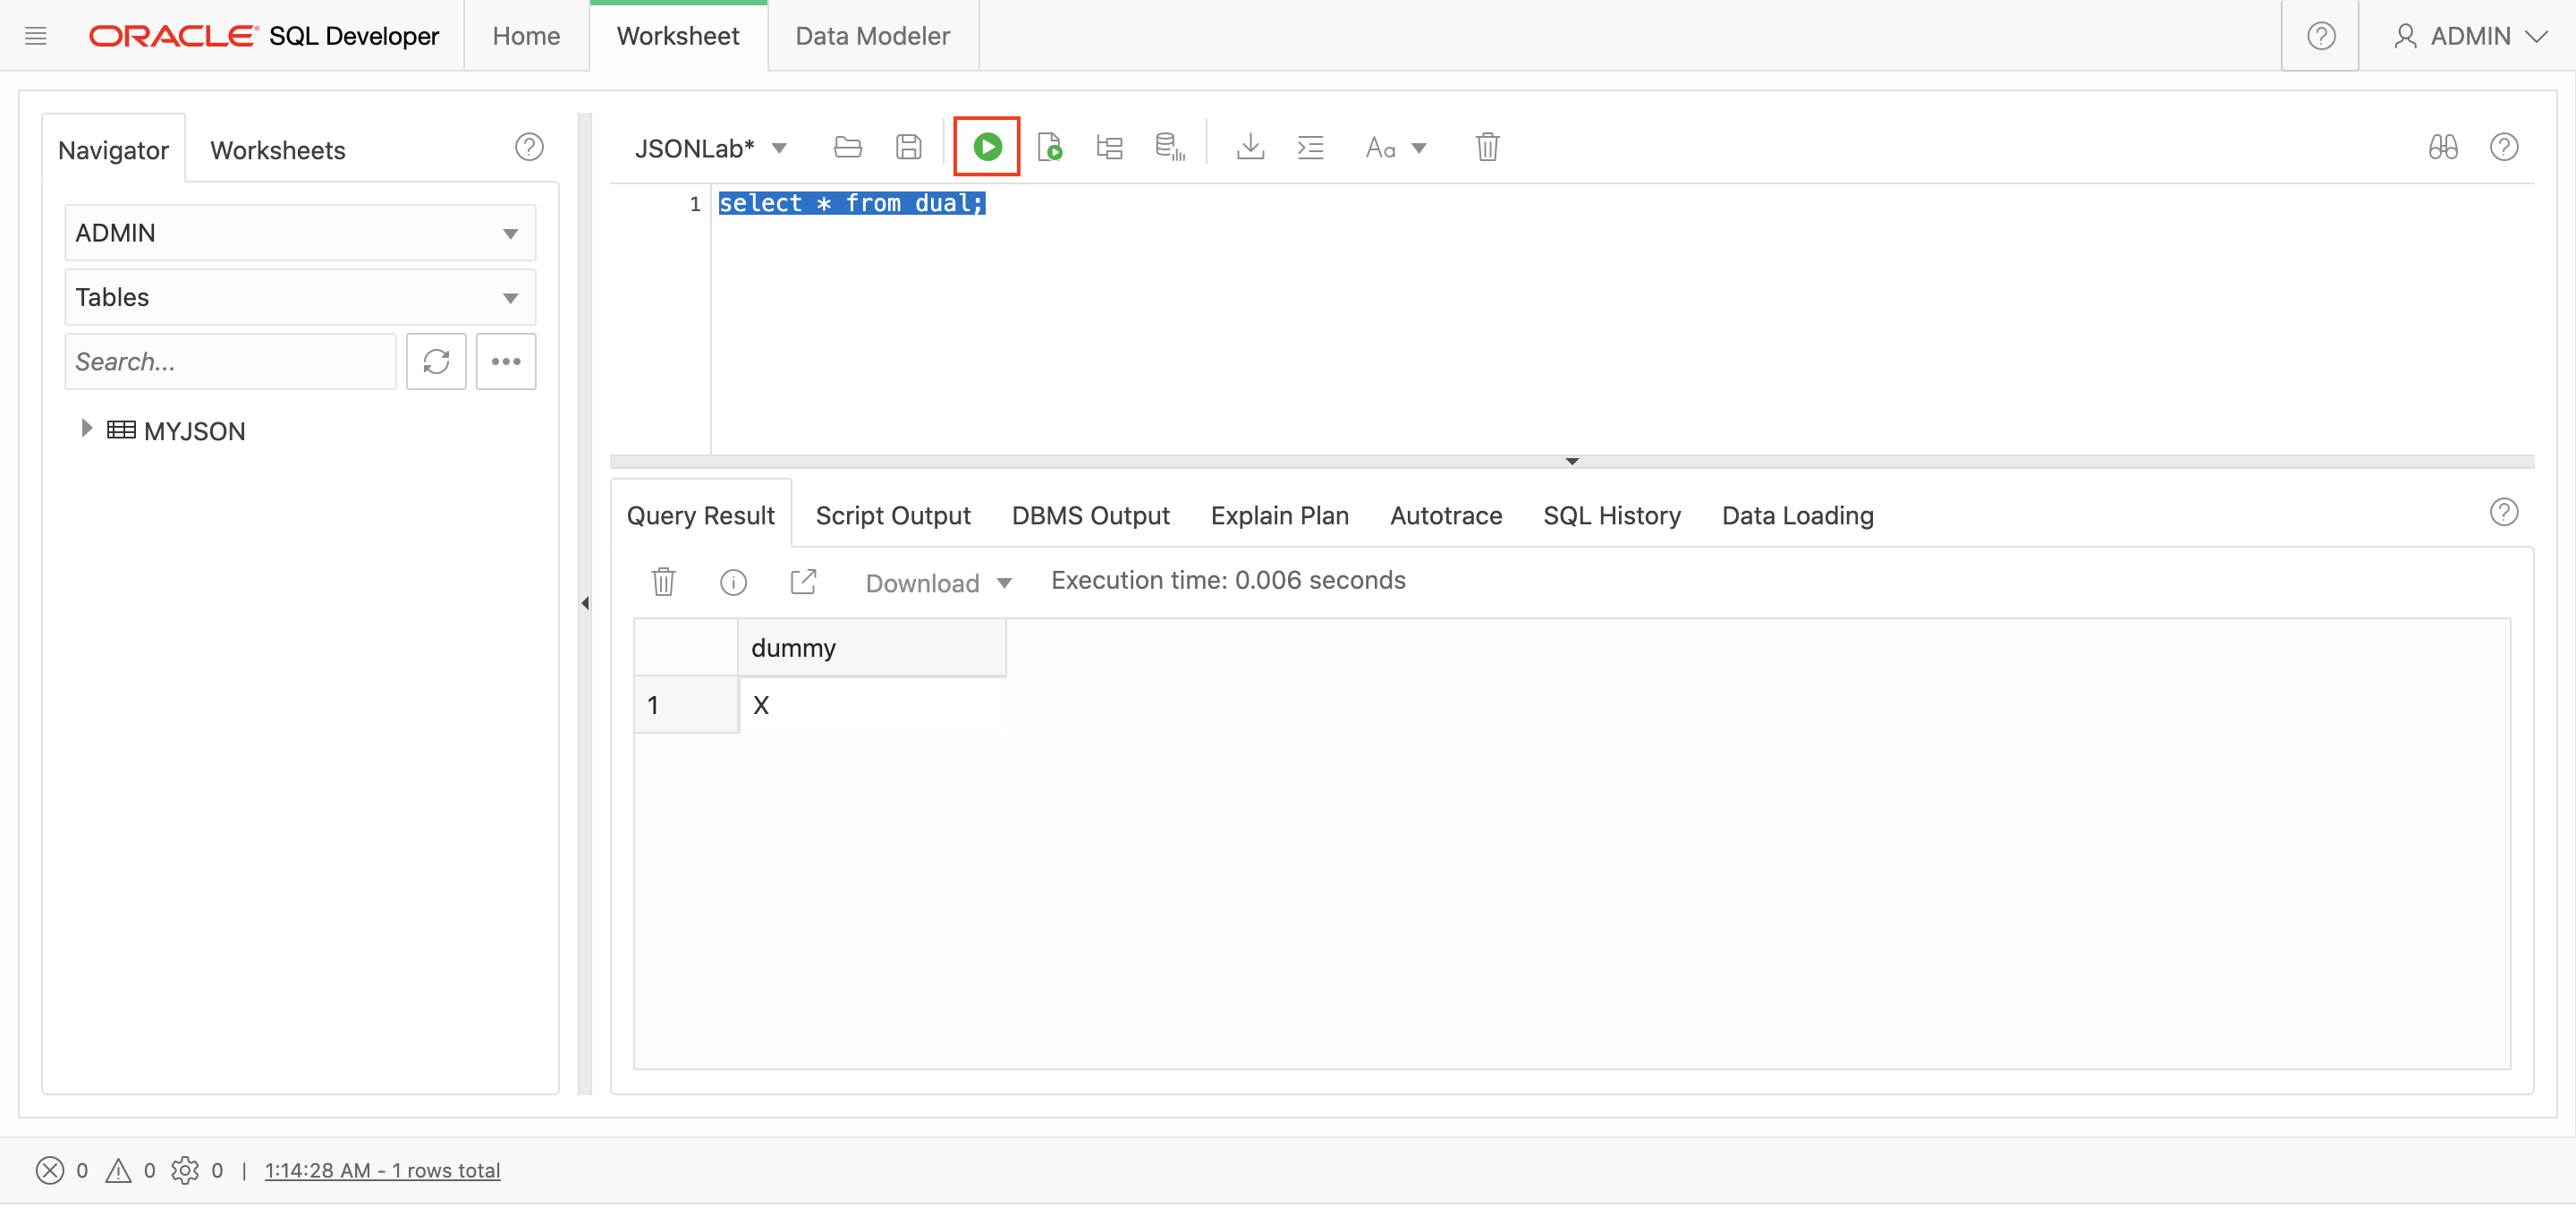 ORACLE SQL Developer Home Worksheet Data Modeler ADMIN
Navigator Worksheets
ADMIN
Tables
Search...
MYJSON
JSONLab* Aa
1 select * from dual;
Query Result Script Output DBMS Output Explain Plan Autotrace SQL History Data Loading
Download Execution time: 0.006 seconds
dummy
1 X
0 0 0 | 1:14:28 AM - 1 rows total